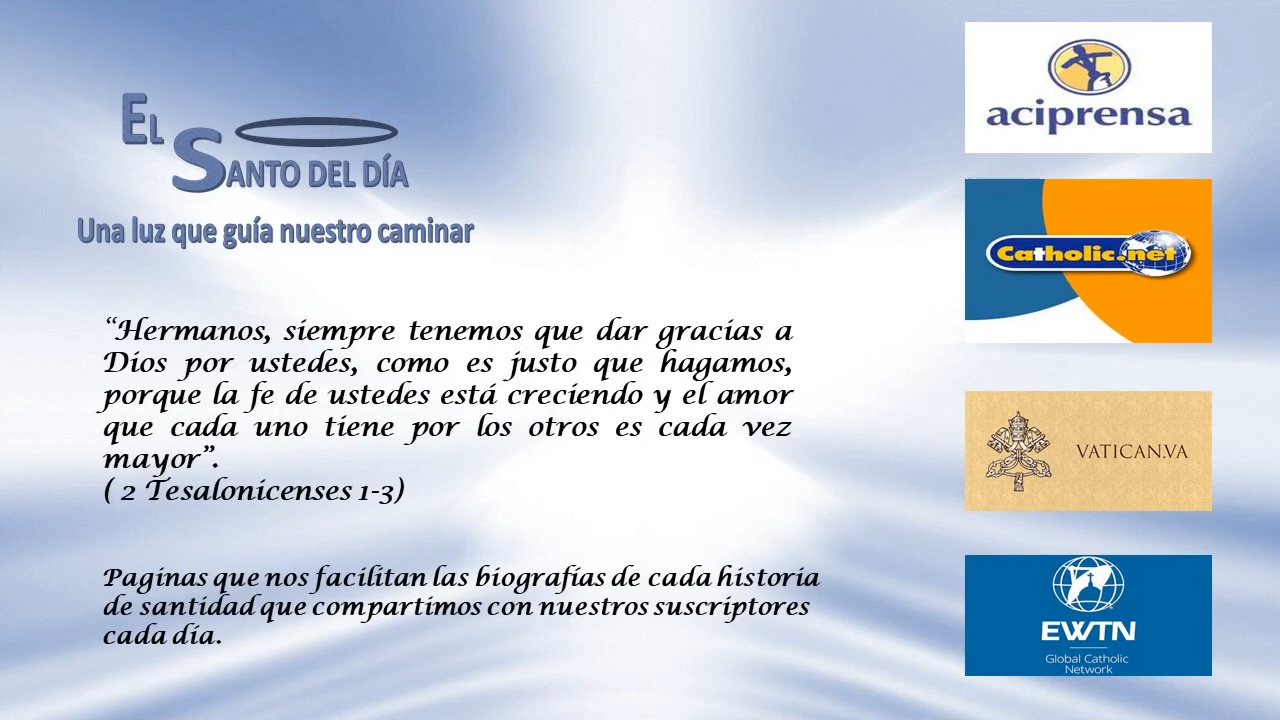 EL
SANTO DEL DÍA
Una luz que guía nuestro caminar
“Hermanos, siempre tenemos que dar gracias a
Dios por ustedes, como es justo que hagamos,
porque la fe de ustedes está creciendo y el amor
que cada uno tiene por los otros es cada vez
mayor”.
( 2 Tesalonicenses 1-3)
Paginas que nos facilitan las biografías de cada historia
de santidad que compartimos con nuestros suscriptores
cada día.
aciprensa
Catholic.net
VATICAN.VA
EWTN
Global Catholic
Network